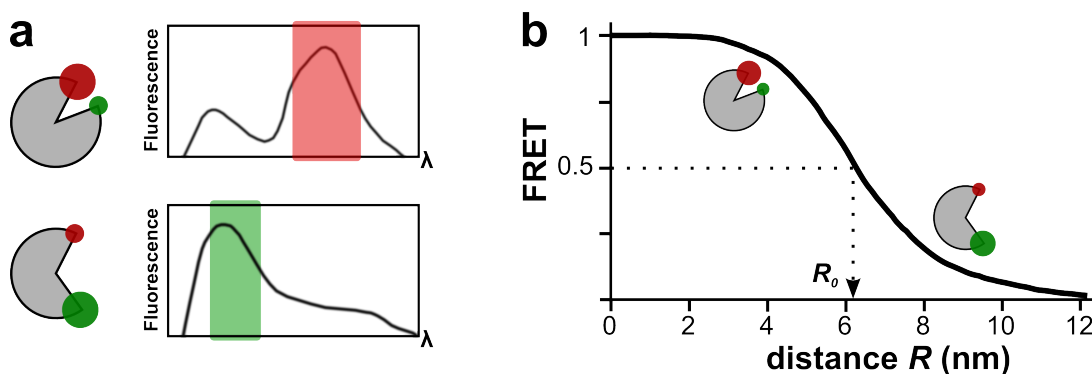 a
Fluorescence
λ
Fluorescence
λ
b
FRET
1
0.5
R0
0 2 4 6 8 10 12
distance R (nm)